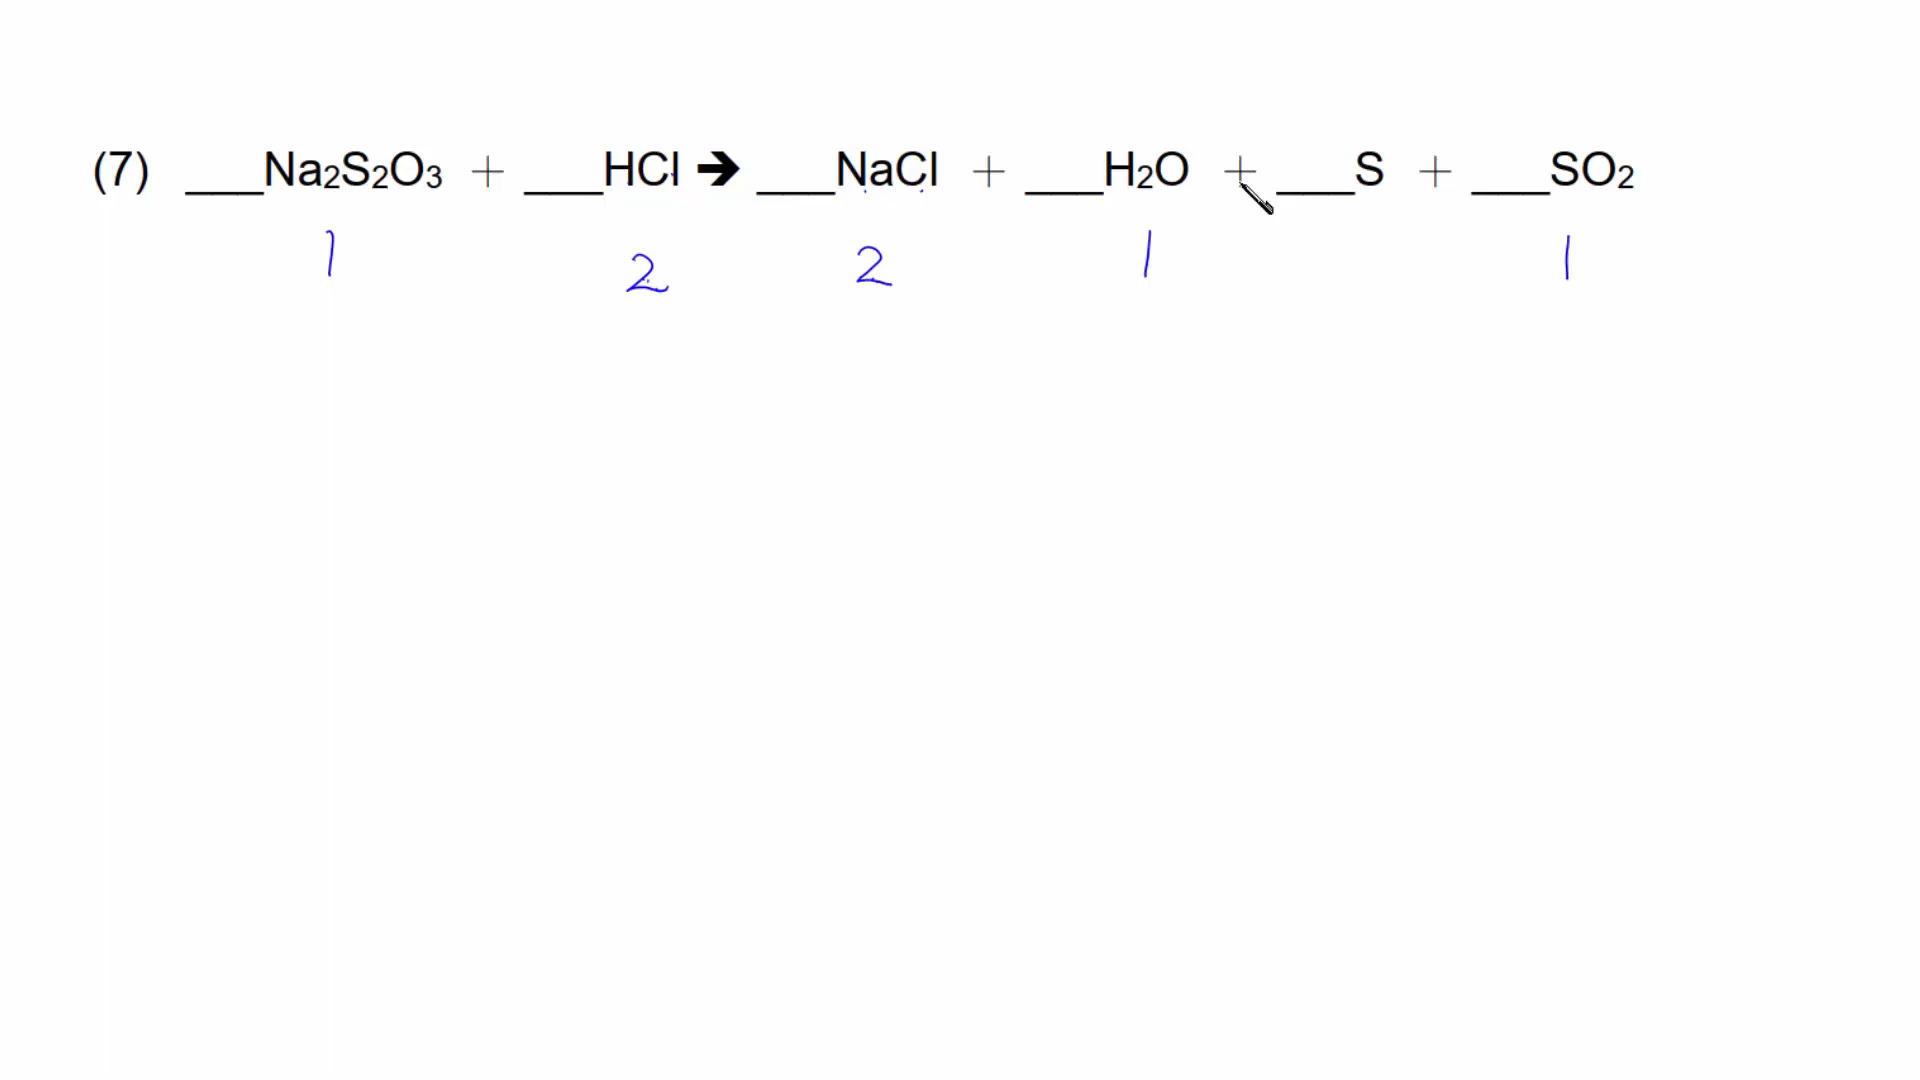 (7) ___Na2S2O3 + ___HCl ➔ ___NaCl + ___H2O + ___S + ___SO2
1 2 2 1 1